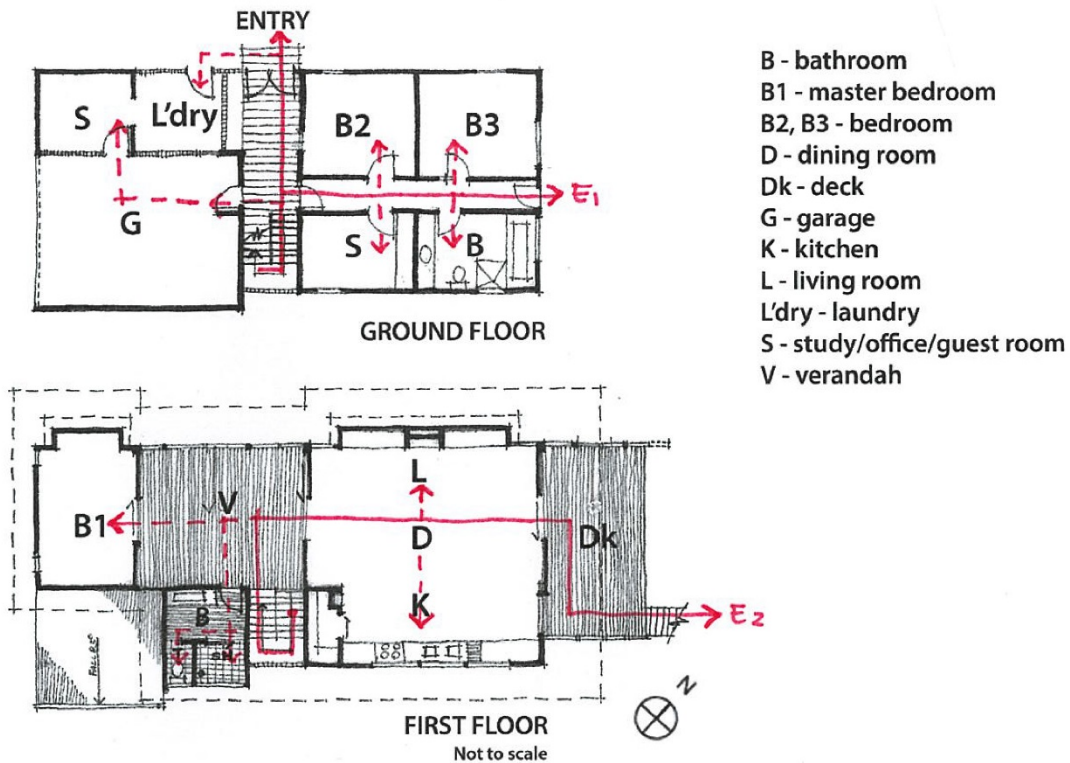 ENTRY
S
L'dry
B2
B3
E1
G
S
B
GROUND FLOOR
B - bathroom
B1 - master bedroom
B2, B3 - bedroom
D - dining room
Dk - deck
G - garage
K - kitchen
L - living room
L'dry - laundry
S - study/office/guest room
V - verandah
L
V
B1
D
Dk
K
B
E2
N
FIRST FLOOR
Not to scale